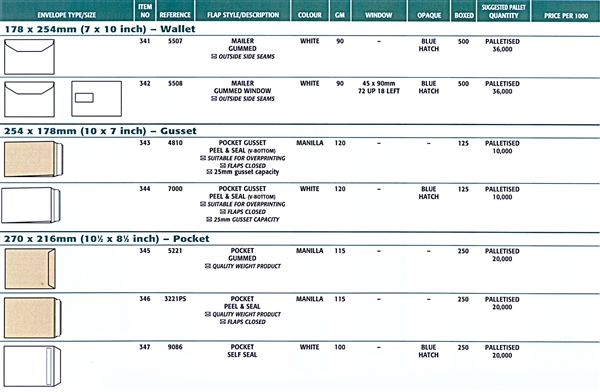 ENVELOPE TYPE/SIZE ITEM NO REFERENCE FLAP STYLE/DESCRIPTION COLOUR GM WINDOW OPAQUE BOXED SUGGESTED PALLET QUANTITY PRICE PER 1000
178 x 254mm (7 x 10 inch) – Wallet
341 5507 MAILER WHITE 90 – BLUE 500 PALLETISED
GUMMED HATCH 36,000
OUTSIDE SIDE SEAMS
342 5508 MAILER WHITE 90 45 x 90mm BLUE 500 PALLETISED
GUMMED WINDOW 72 UP 18 LEFT HATCH 36,000
OUTSIDE SIDE SEAMS
254 x 178mm (10 x 7 inch) – Gusset
343 4810 POCKET GUSSET MANILLA 120 – – 125 PALLETISED
PEEL & SEAL (V-BOTTOM) 10,000
SUITABLE FOR OVERPRINTING
FLAPS CLOSED
25mm gusset capacity
344 7000 POCKET GUSSET WHITE 120 – BLUE 125 PALLETISED
PEEL & SEAL (V-BOTTOM) HATCH 10,000
SUITABLE FOR OVERPRINTING
FLAPS CLOSED
25mm GUSSET CAPACITY
270 x 216mm (10½ x 8½ inch) – Pocket
345 5221 POCKET MANILLA 115 – – 250 PALLETISED
GUMMED 20,000
QUALITY WEIGHT PRODUCT
346 3221PS POCKET MANILLA 115 – – 250 PALLETISED
PEEL & SEAL 20,000
QUALITY WEIGHT PRODUCT
FLAPS CLOSED
347 9086 POCKET WHITE 100 – BLUE 250 PALLETISED
SELF SEAL HATCH 20,000